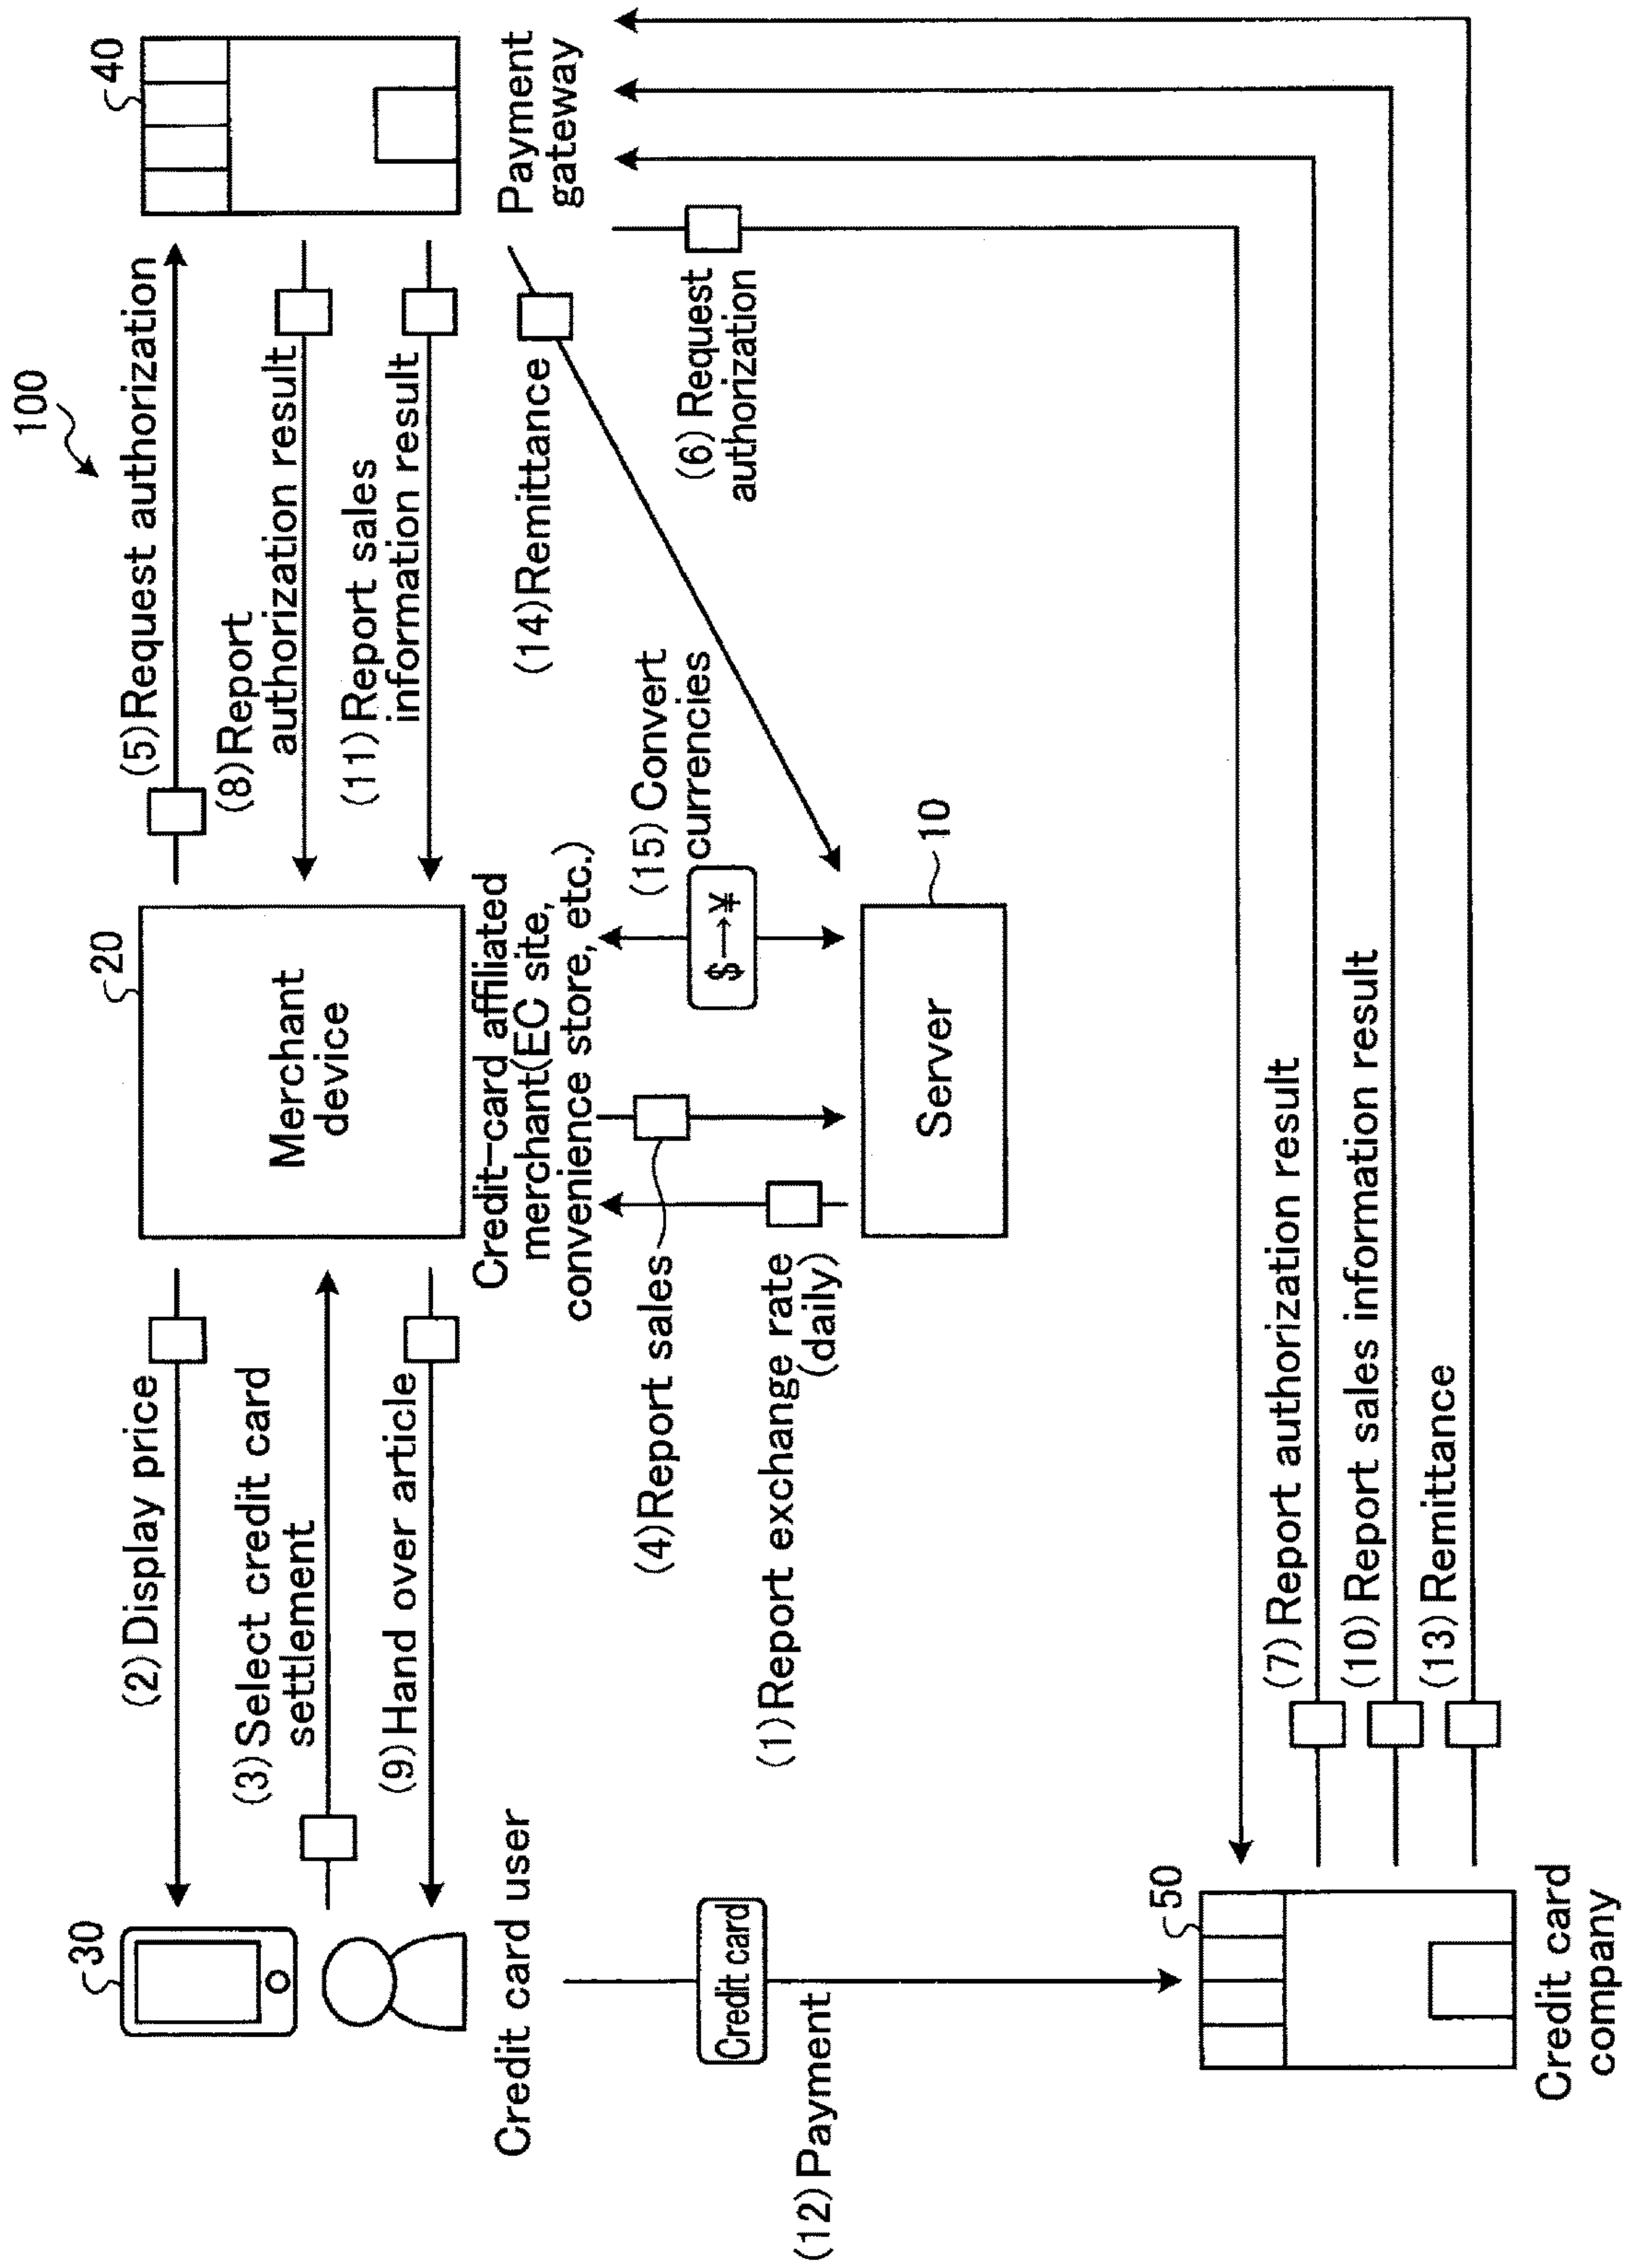 100
30
20
40
(2) Display price
(5) Request authorization
(3) Select credit card
settlement
(8) Report
authorization result
(9) Hand over article
(11) Report sales
information result
Merchant
device
Credit card user
Credit-card affiliated
merchant(EC site,
convenience store, etc.)
Payment
gateway
(14) Remittance
(4) Report sales
(15) Convert
currencies
$→¥
(6) Request
authorization
(1) Report exchange rate
(daily)
Credit card
(12) Payment
Server
10
50
(7) Report authorization result
(10) Report sales information result
(13) Remittance
Credit card
company